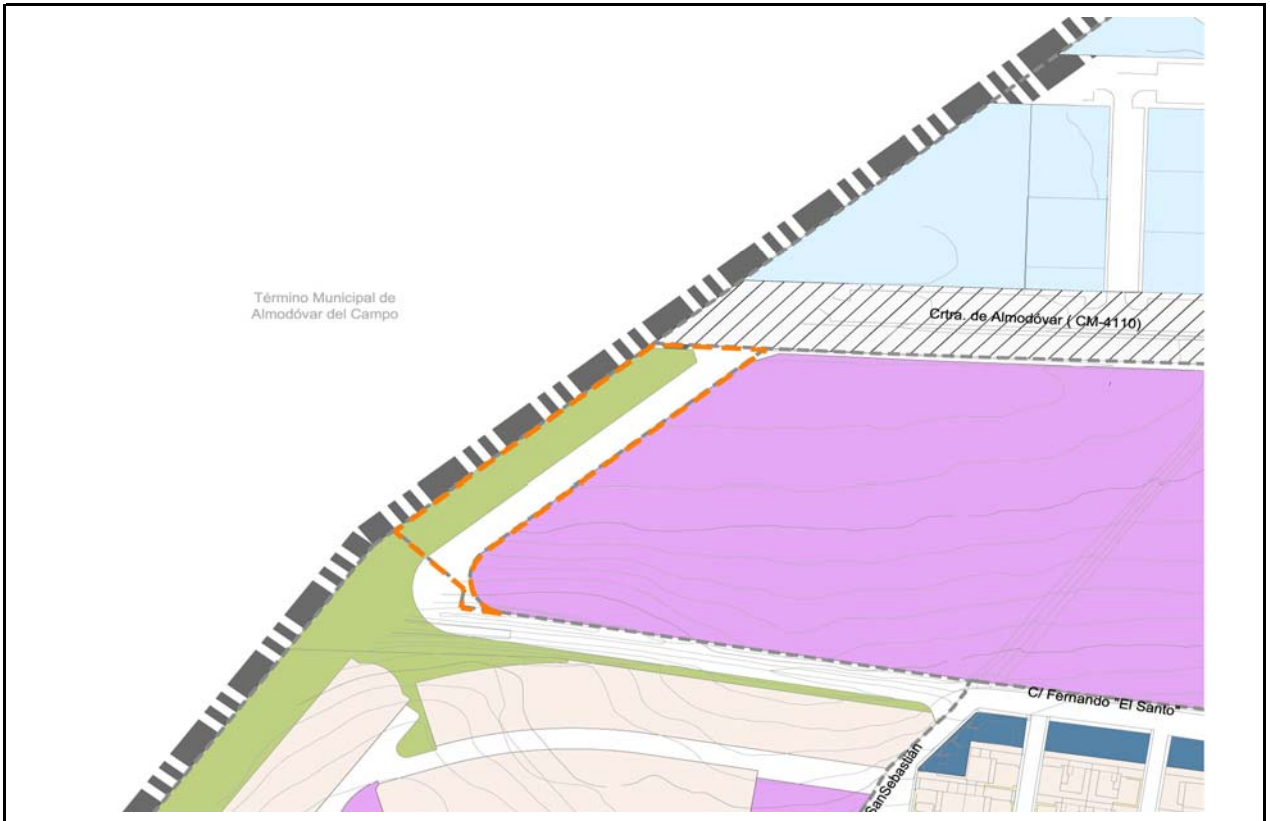 Término Municipal de
Almodóvar del Campo
Crtra. de Almodóvar ( CM-4110)
C/ Fernando "El Santo"
SanSebastián